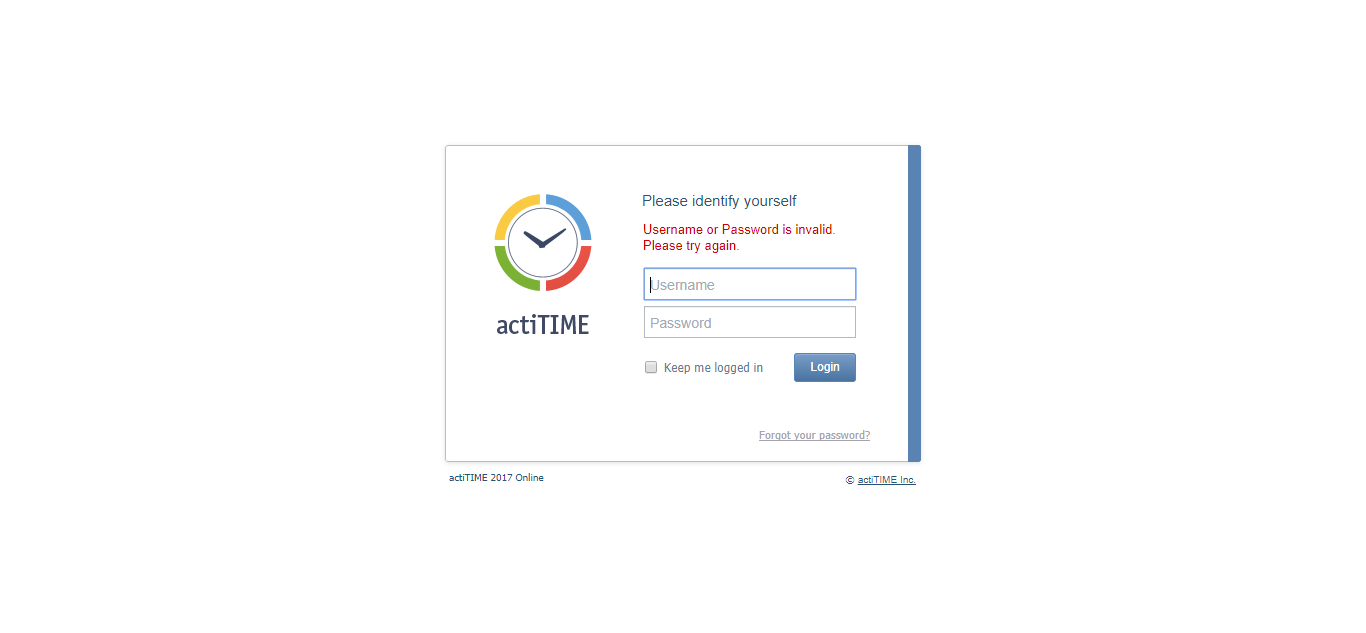 Please identify yourself
Username or Password is invalid.
Please try again.
Username
Password
Keep me logged in
Login
actiTIME
Forgot your password?
actiTIME 2017 Online
© actiTIME Inc.